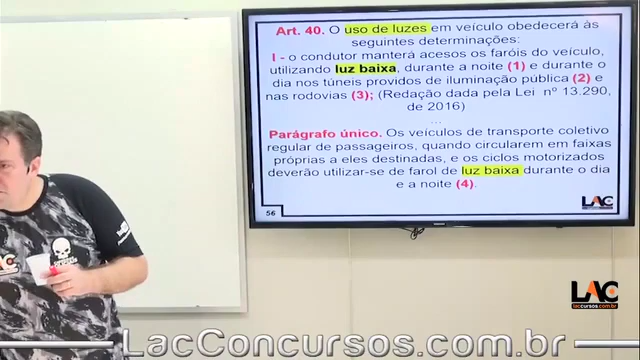 Art. 40. O uso de luzes em veículo obedecerá às
seguintes determinações:
I - o condutor manterá acesos os faróis do veículo,
utilizando luz baixa, durante a noite (1) e durante o
dia nos túneis providos de iluminação pública (2) e
nas rodovias (3); (Redação dada pela Lei nº 13.290,
de 2016)
...
Parágrafo único. Os veículos de transporte coletivo
regular de passageiros, quando circularem em faixas
próprias a eles destinadas, e os ciclos motorizados
deverão utilizar-se de farol de luz baixa durante o dia
e a noite (4).
56
LAC
LAC
LAC
laccursos.com.br
LacConcursos.com.br